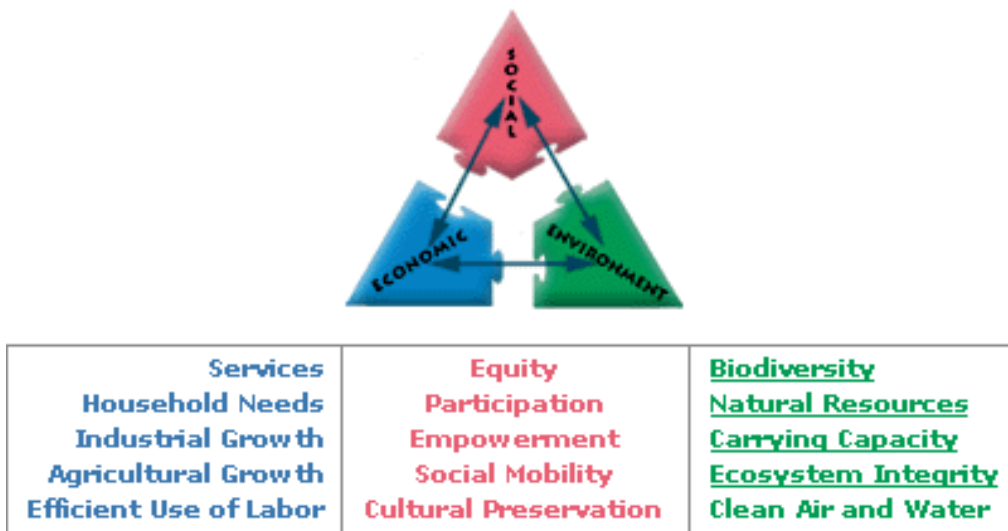 SOCIAL
ECONOMIC
ENVIRONMENT
Services
Household Needs
Industrial Growth
Agricultural Growth
Efficient Use of Labor
Equity
Participation
Empowerment
Social Mobility
Cultural Preservation
Biodiversity
Natural Resources
Carrying Capacity
Ecosystem Integrity
Clean Air and Water